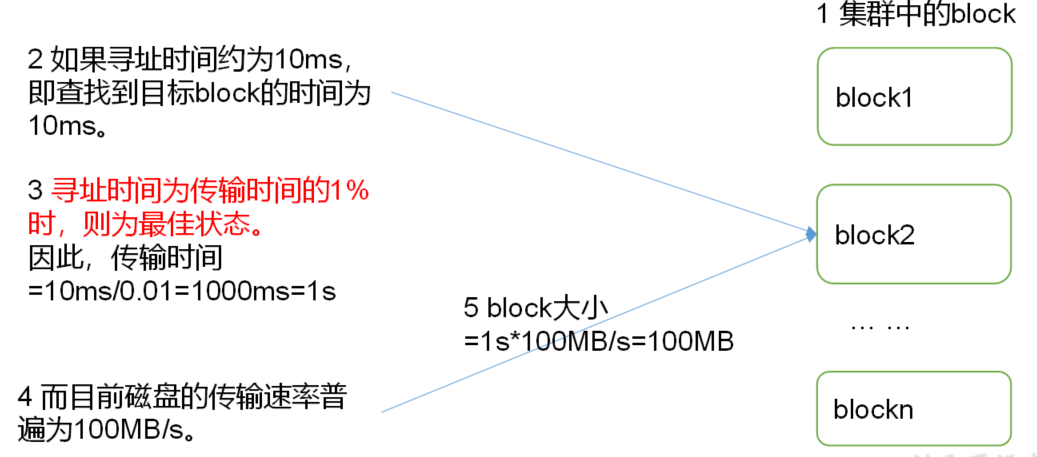 1 集群中的block
2 如果寻址时间约为10ms，
即查找到目标block的时间为
10ms。
block1
3 寻址时间为传输时间的1%
时，则为最佳状态。
因此，传输时间
=10ms/0.01=1000ms=1s
block2
5 block大小
=1s*100MB/s=100MB
... ...
4 而目前磁盘的传输速率普
遍为100MB/s。
blockn